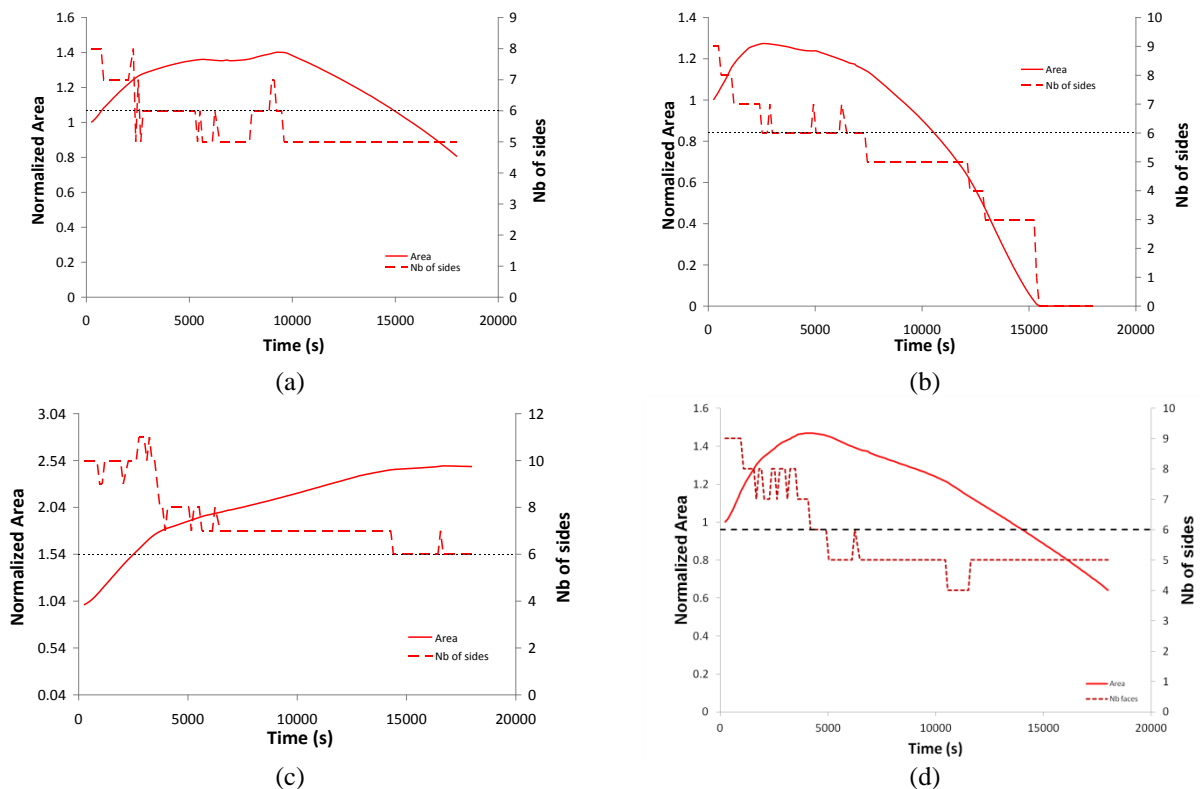 1.6
1.4
1.2
1
0.8
0.6
0.4
0.2
0
Normalized Area
9
8
7
6
5
4
3
2
1
0
Nb of sides
Area
Nb of sides
0 5000 10000 15000 20000
Time (s)
(a)
1.4
1.2
1
0.8
0.6
0.4
0.2
0
Normalized Area
10
9
8
7
6
5
4
3
2
1
0
Nb of sides
Area
Nb of sides
0 5000 10000 15000 20000
Time (s)
(b)
3.04
2.54
2.04
1.54
1.04
0.54
0.04
Normalized Area
12
10
8
6
4
2
0
Nb of sides
Area
Nb of sides
0 5000 10000 15000 20000
Time (s)
(c)
1.6
1.4
1.2
1
0.8
0.6
0.4
0.2
0
Normalized Area
10
9
8
7
6
5
4
3
2
1
0
Nb of sides
Area
Nb faces
0 5000 10000 15000 20000
Time (s)
(d)